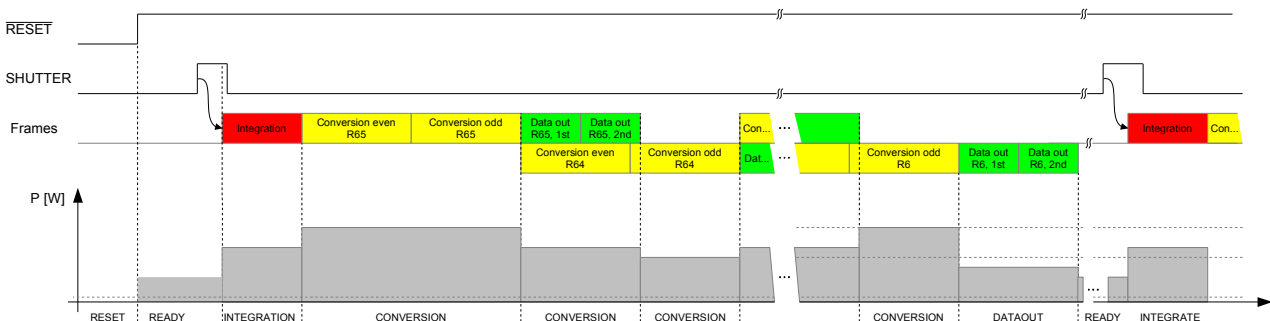 RESET
SHUTTER
Frames
Integration
Conversion even
R65
Conversion odd
R65
Data out
R65, 1st
Data out
R65, 2nd
Con...
...
Integration
Con...
Conversion even
R64
Conversion odd
R64
Dat...
...
Conversion odd
R6
Data out
R6, 1st
Data out
R6, 2nd
P [W]
...
...
RESET READY INTEGRATION CONVERSION CONVERSION CONVERSION CONVERSION DATAOUT READY INTEGRATE